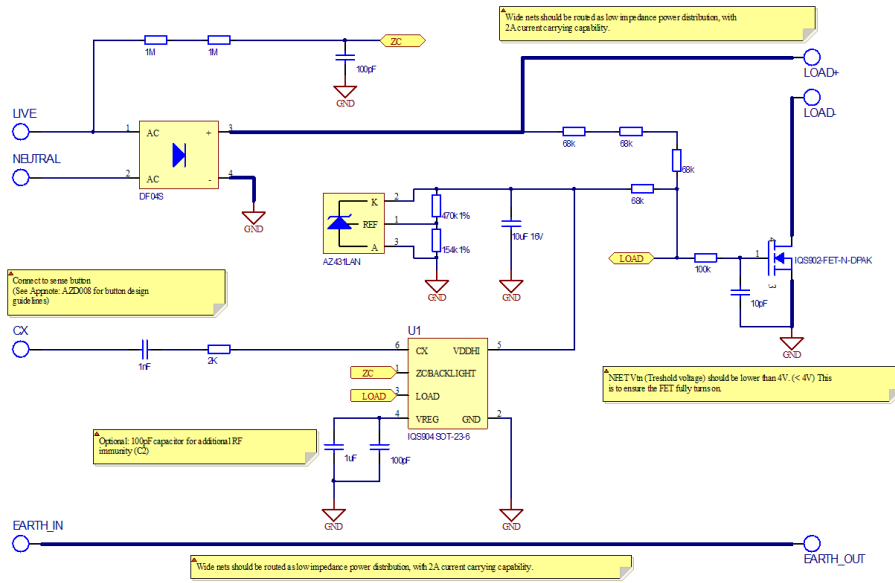 Wide nets should be routed as low impedance power distribution, with
2A current carrying capability.
1M
1M
ZC
100pF
GND
LOAD+
LOAD-
LIVE
1
AC
+
3
68k
68k
NEUTRAL
68k
2
AC
-
4
DF04S
GND
K
2
68k
REF
1
470k 1%
10uF 16V
A
3
154k 1%
AZ431LAN
GND
GND
LOAD
100k
1
4
IQS902-FET-N-DPAK
3
10pF
GND
Connect to sense button
(See Appnote: AZD008 for button design
guidelines)
CX
1nF
2K
U1
6
CX
VDDHI
5
ZC
1
ZC/BACKLIGHT
LOAD
3
LOAD
4
VREG
GND
2
IQS904 SOT-23-6
NFET Vtn (Treshold voltage) should be lower than 4V. (< 4V) This
is to ensure the FET fully turns on.
Optional: 100pF capacitor for additional RF
immunity (C2)
1uF
100pF
GND
GND
EARTH_IN
EARTH_OUT
Wide nets should be routed as low impedance power distribution, with 2A current carrying capability.